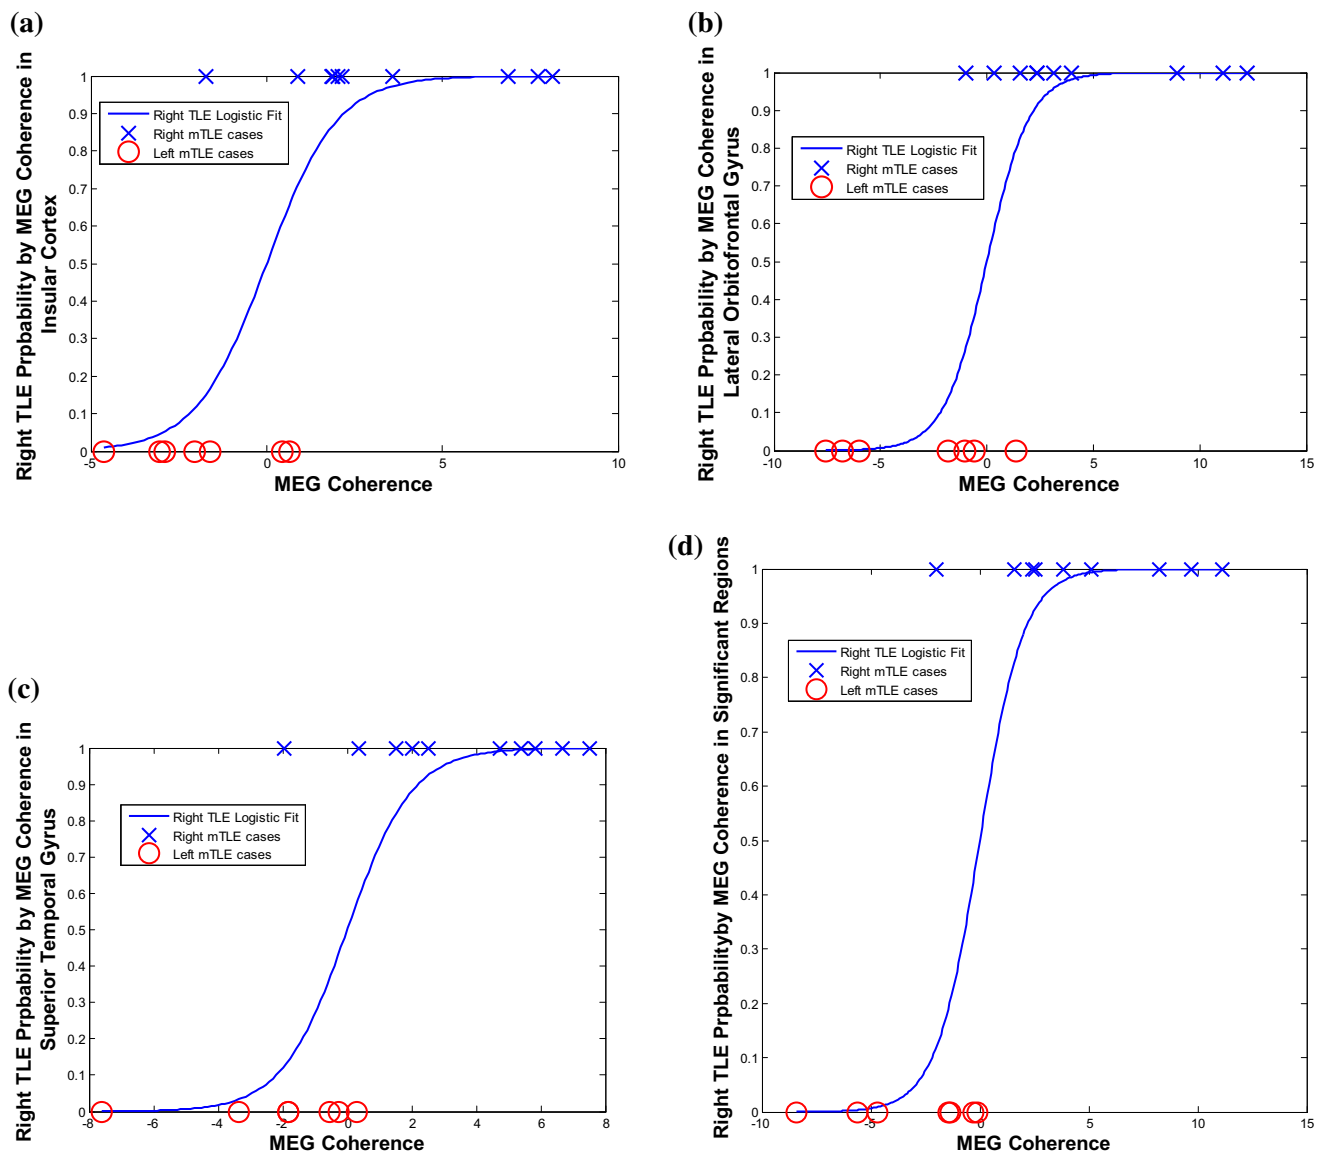 (a)
Right TLE Prpbability by MEG Coherence in
Insular Cortex
1
0.9
0.8
0.7
0.6
0.5
0.4
0.3
0.2
0.1
0
-5
0
5
10
MEG Coherence
Right TLE Logistic Fit
Right mTLE cases
Left mTLE cases
(b)
Right TLE Prpbability by MEG Coherence in
Lateral Orbitofrontal Gyrus
1
0.9
0.8
0.7
0.6
0.5
0.4
0.3
0.2
0.1
0
-10
-5
0
5
10
15
MEG Coherence
Right TLE Logistic Fit
Right mTLE cases
Left mTLE cases
(c)
Right TLE Prpbability by MEG Coherence in
Superior Temporal Gyrus
1
0.9
0.8
0.7
0.6
0.5
0.4
0.3
0.2
0.1
0
-8
-6
-4
-2
0
2
4
6
8
MEG Coherence
Right TLE Logistic Fit
Right mTLE cases
Left mTLE cases
(d)
Right TLE Prpbabilityby MEG Coherence in Significant Regions
1
0.9
0.8
0.7
0.6
0.5
0.4
0.3
0.2
0.1
0
-10
-5
0
5
10
15
MEG Coherence
Right TLE Logistic Fit
Right mTLE cases
Left mTLE cases